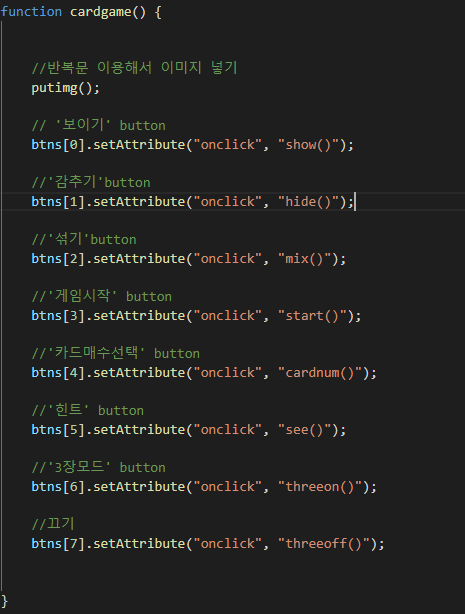 function cardgame() {
//반복문 이용해서 이미지 넣기
putimg();
// '보이기' button
btns[0].setAttribute("onclick", "show()");
//'감추기'button
btns[1].setAttribute("onclick", "hide()");
//'섞기'button
btns[2].setAttribute("onclick", "mix()");
//'게임시작' button
btns[3].setAttribute("onclick", "start()");
//'카드매수선택' button
btns[4].setAttribute("onclick", "cardnum()");
//'힌트' button
btns[5].setAttribute("onclick", "see()");
//'3장모드' button
btns[6].setAttribute("onclick", "threeon()");
//끄기
btns[7].setAttribute("onclick", "threeoff()");
}